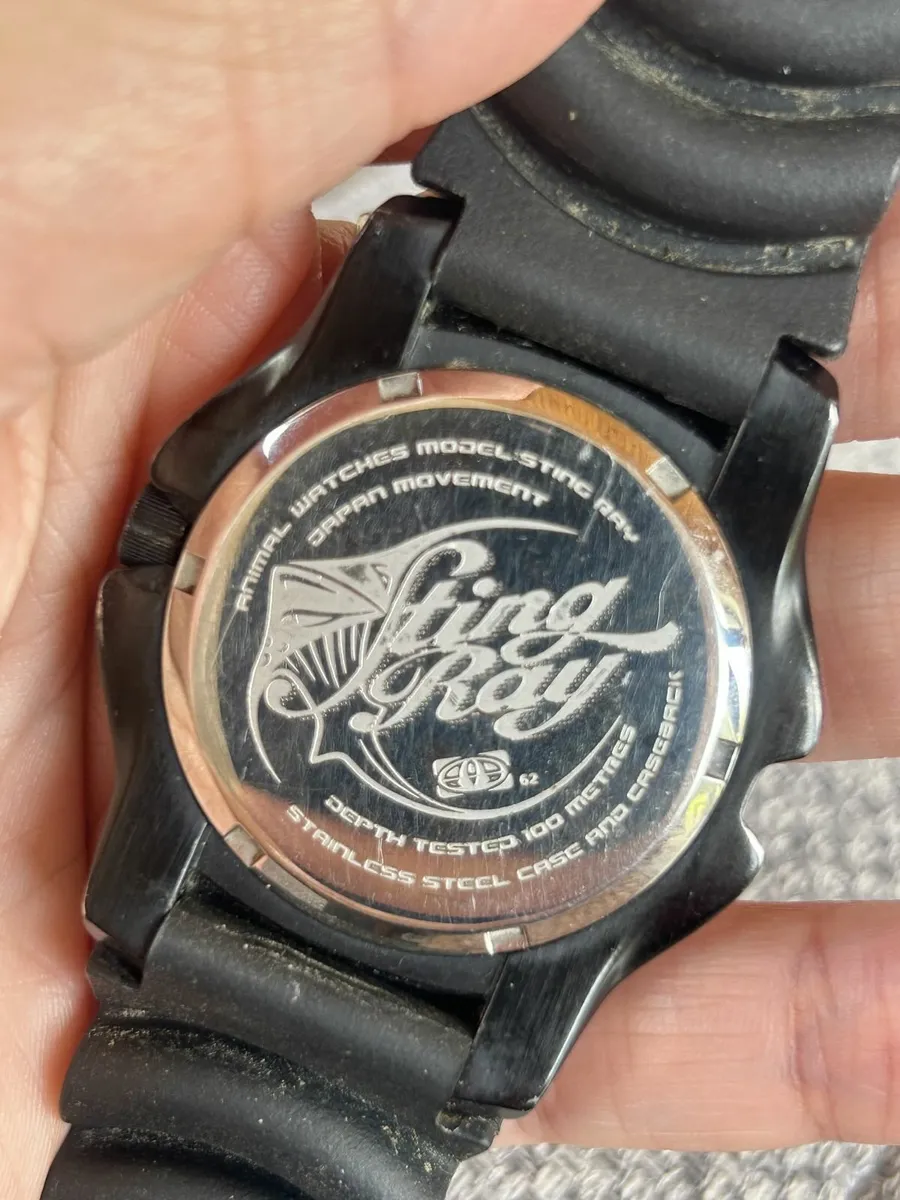 ANIMAL WATCHES MODEL:STING RAY
JAPAN MOVEMENT
Sting
Ray
62
DEPTH TESTED 100 METRES
STAINLESS STEEL CASE AND CASEBACK